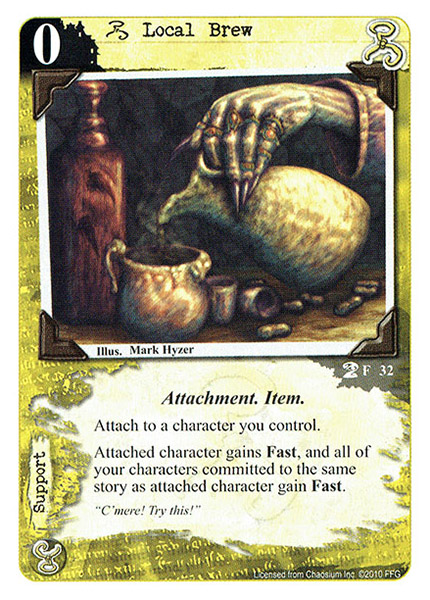 0
Local Brew
Illus. Mark Hyzer
F 32
Attachment. Item.
Attach to a character you control.
Attached character gains Fast, and all of
your characters committed to the same
story as attached character gain Fast.
"C'mere! Try this!"
Support
Licensed from Chaosium Inc. ©2010 FFG